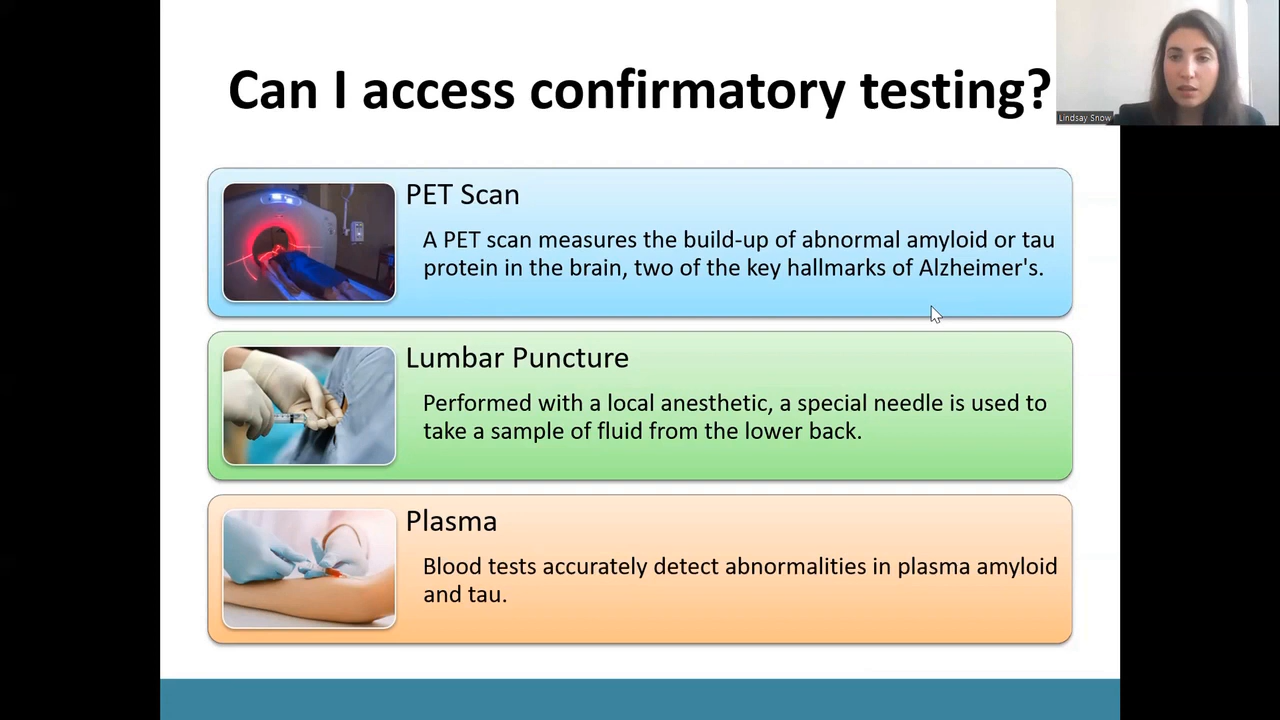 Can I access confirmatory testing?
Lindsay Snow
PET Scan
A PET scan measures the build-up of abnormal amyloid or tau
protein in the brain, two of the key hallmarks of Alzheimer's.
Lumbar Puncture
Performed with a local anesthetic, a special needle is used to
take a sample of fluid from the lower back.
Plasma
Blood tests accurately detect abnormalities in plasma amyloid
and tau.